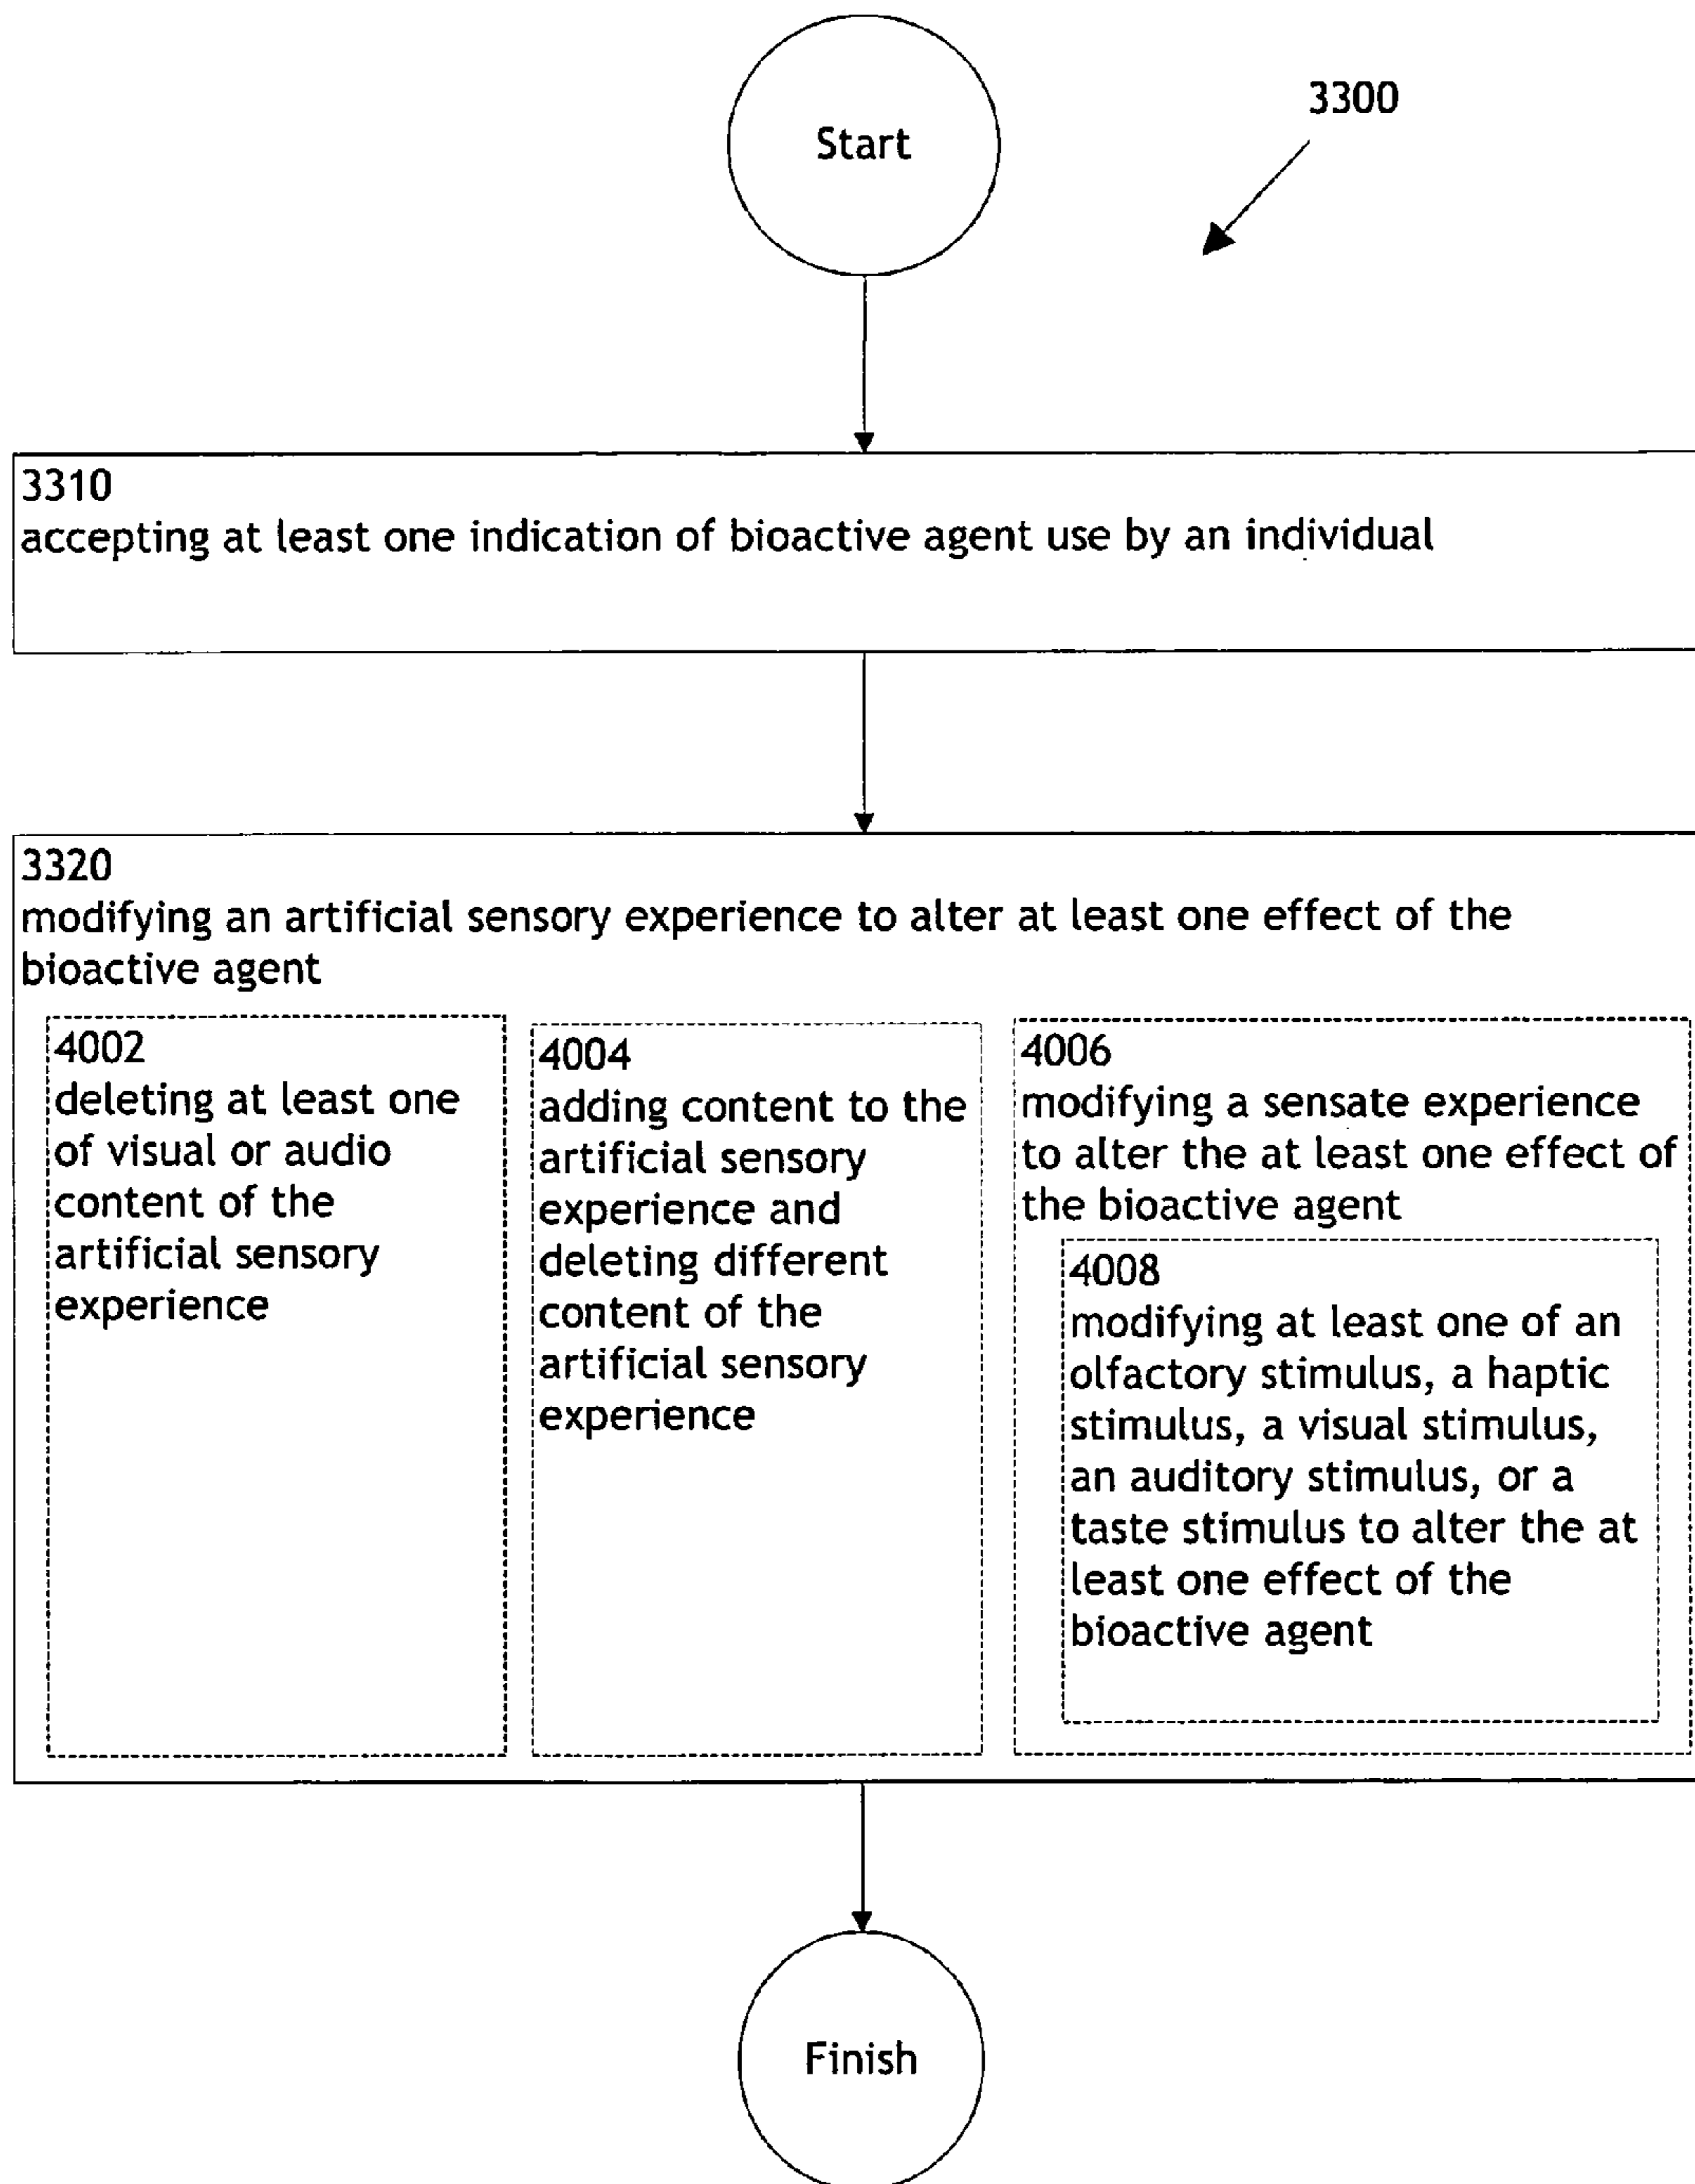 Start
3300
3310
accepting at least one indication of bioactive agent use by an individual
3320
modifying an artificial sensory experience to alter at least one effect of the
bioactive agent
4002
deleting at least one
of visual or audio
content of the
artificial sensory
experience
4004
adding content to the
artificial sensory
experience and
deleting different
content of the
artificial sensory
experience
4006
modifying a sensate experience
to alter the at least one effect of
the bioactive agent
4008
modifying at least one of an
olfactory stimulus, a haptic
stimulus, a visual stimulus,
an auditory stimulus, or a
taste stimulus to alter the at
least one effect of the
bioactive agent
Finish